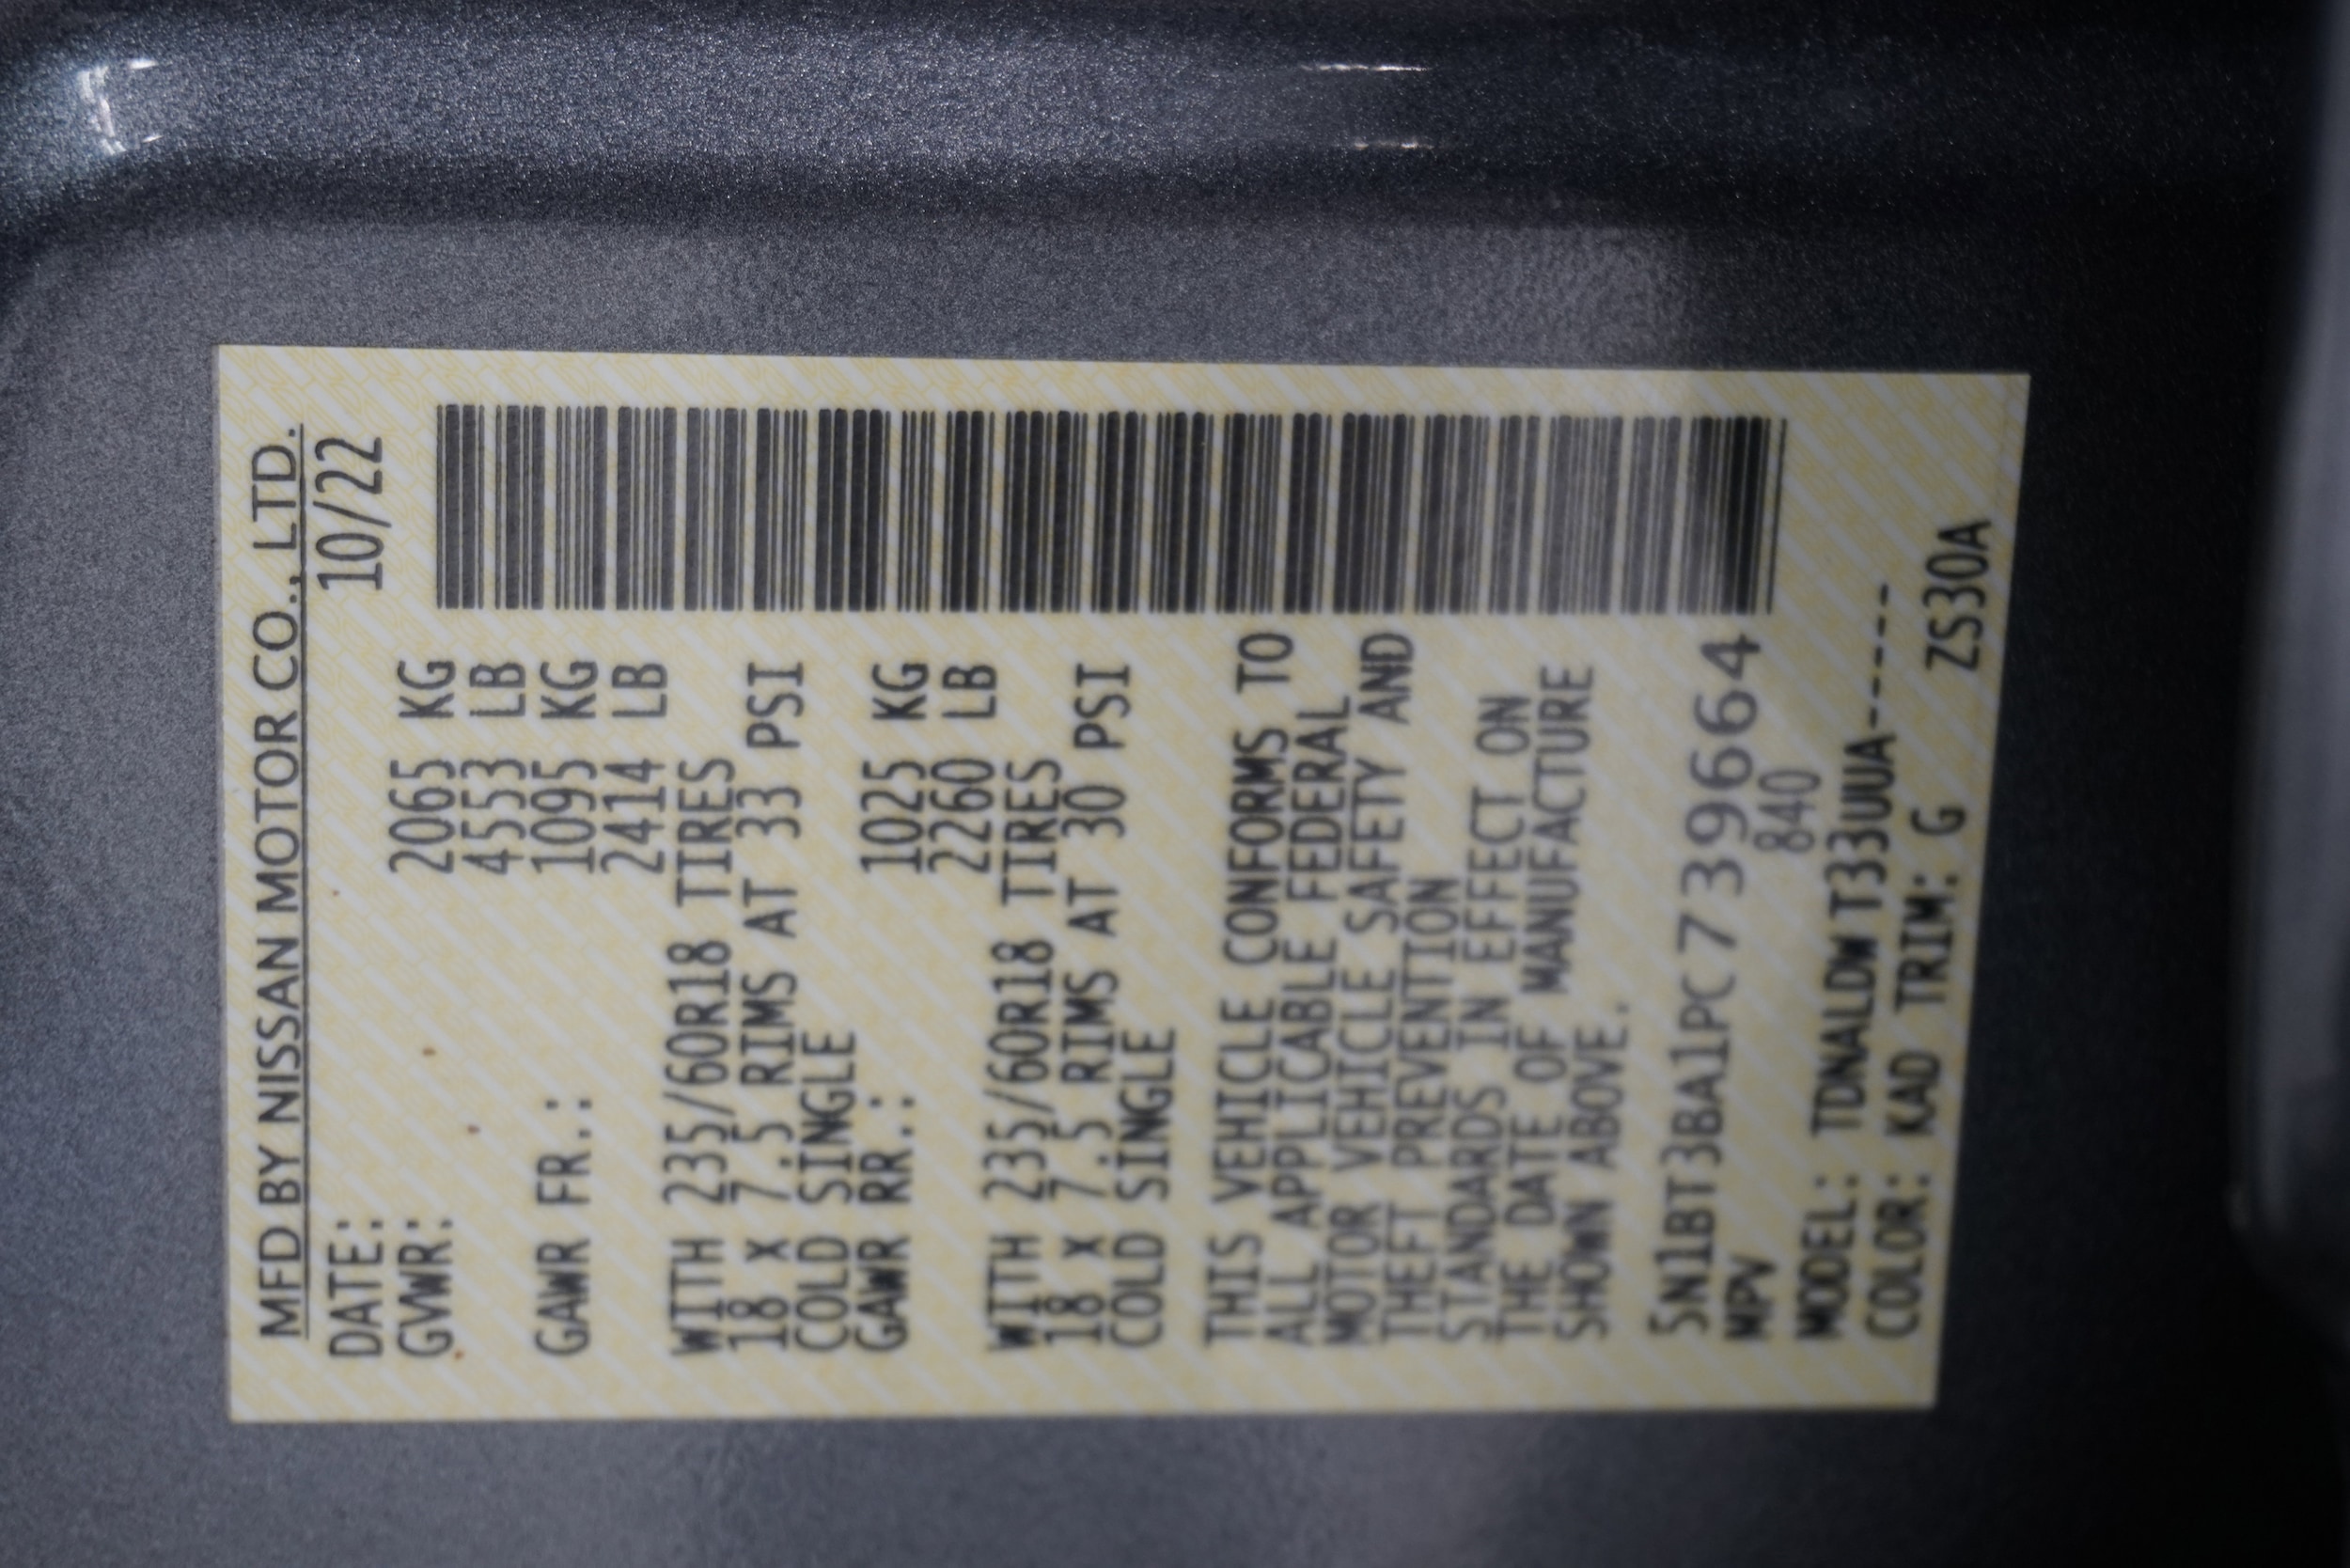 MFD BY NISSAN MOTOR CO., LTD.
DATE: 10/22
GVWR: 2065 KG
4553 LB
GAWR FR.: 1095 KG
2414 LB
WITH 235/60R18 TIRES
18 X 7.5 RIMS AT 33 PSI
COLD SINGLE
GAWR RR.: 1025 KG
2260 LB
WITH 235/60R18 TIRES
18 X 7.5 RIMS AT 30 PSI
COLD SINGLE
THIS VEHICLE CONFORMS TO
ALL APPLICABLE FEDERAL
MOTOR VEHICLE SAFETY AND
THEFT PREVENTION
STANDARDS IN EFFECT ON
THE DATE OF MANUFACTURE
SHOWN ABOVE.
5N1BT3BA1PC739664
MPV 840
MODEL: TDNALDWT33UUA-----
COLOR: KAD TRIM: G ZS30A